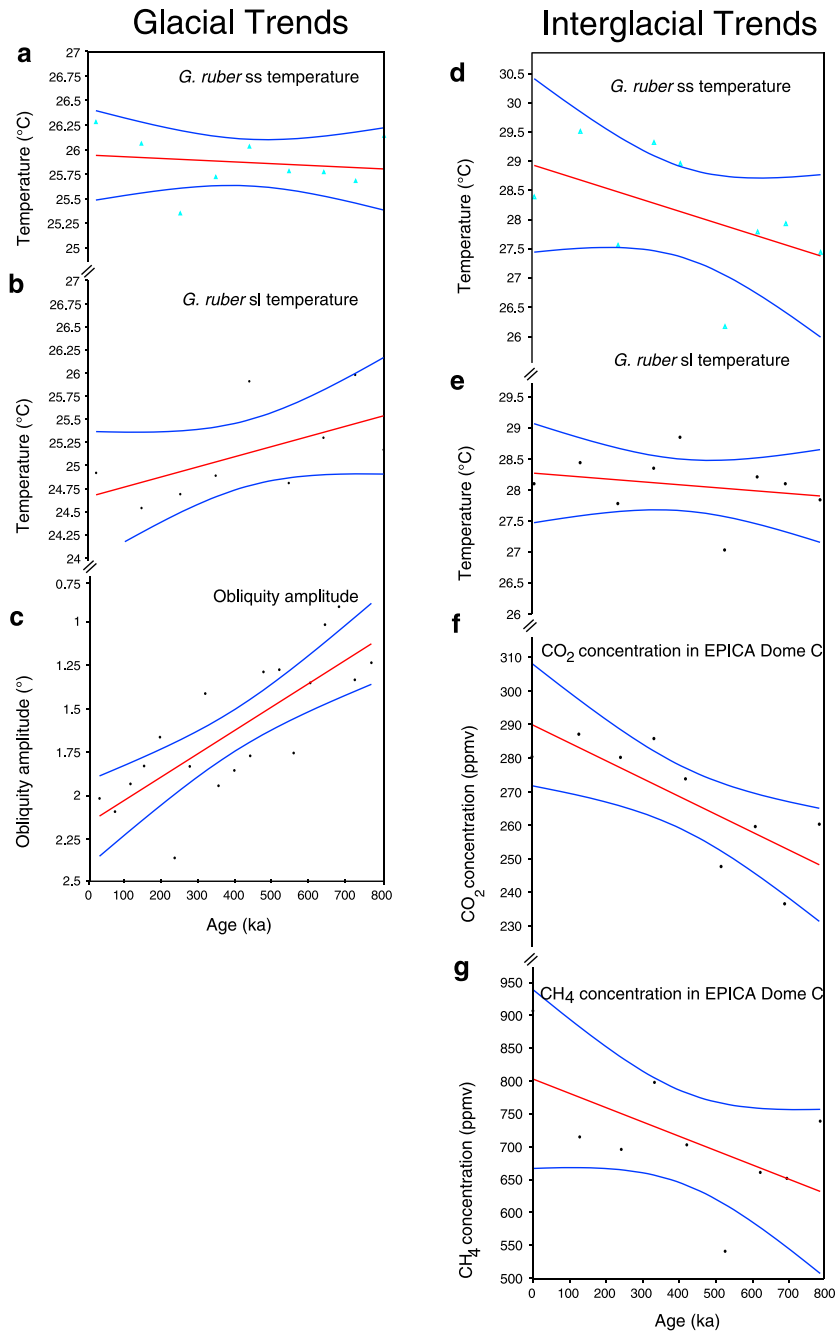 Glacial Trends
a
G. ruber ss temperature
Temperature (°C)
27
26.75
26.5
26.25
26
25.75
25.5
25.25
25
b
G. ruber sl temperature
Temperature (°C)
27
26.75
26.5
26.25
26
25.5
25.25
25
24.75
24.5
24.25
24
c
Obliquity amplitude
Obliquity amplitude (°)
0.75
1
1.25
1.5
1.75
2
2.25
2.5
0 100 200 300 400 500 600 700 800
Age (ka)
Interglacial Trends
d
G. ruber ss temperature
Temperature (°C)
30.5
30
29.5
29
28.5
28
27.5
27
26.5
26
e
G. ruber sl temperature
Temperature (°C)
29.5
29
28.5
28
27.5
27
26.5
26
f
CO2 concentration in EPICA Dome C
CO2 concentration (ppmv)
310
300
290
280
270
260
250
240
230
g
CH4 concentration in EPICA Dome C
CH4 concentration (ppmv)
950
900
850
800
750
700
650
600
550
500
0 100 200 300 400 500 600 700 800
Age (ka)